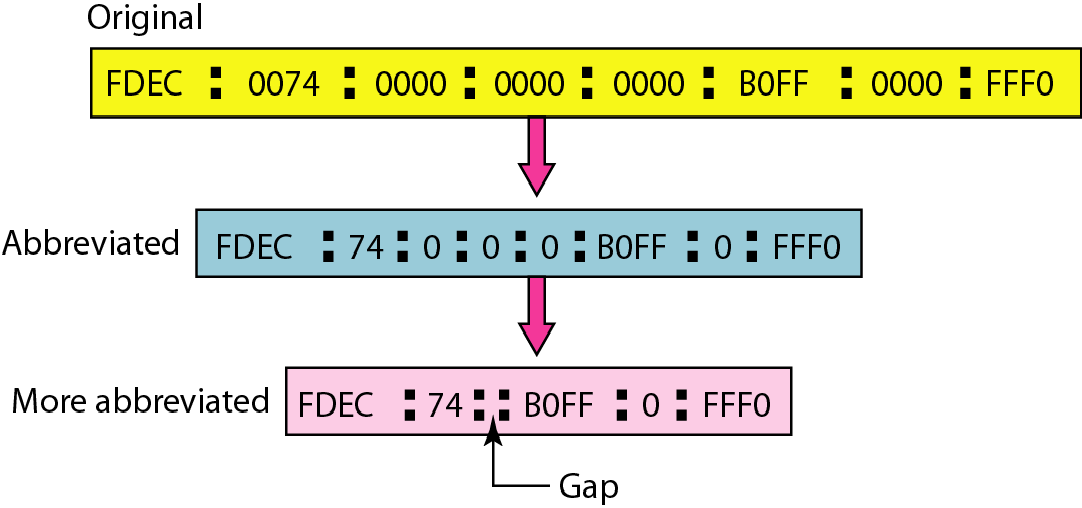 Original
FDEC : 0074 : 0000 : 0000 : 0000 : B0FF : 0000 : FFF0
Abbreviated
FDEC : 74 : 0 : 0 : 0 : B0FF : 0 : FFF0
More abbreviated
FDEC : 74 : : B0FF : 0 : FFF0
Gap